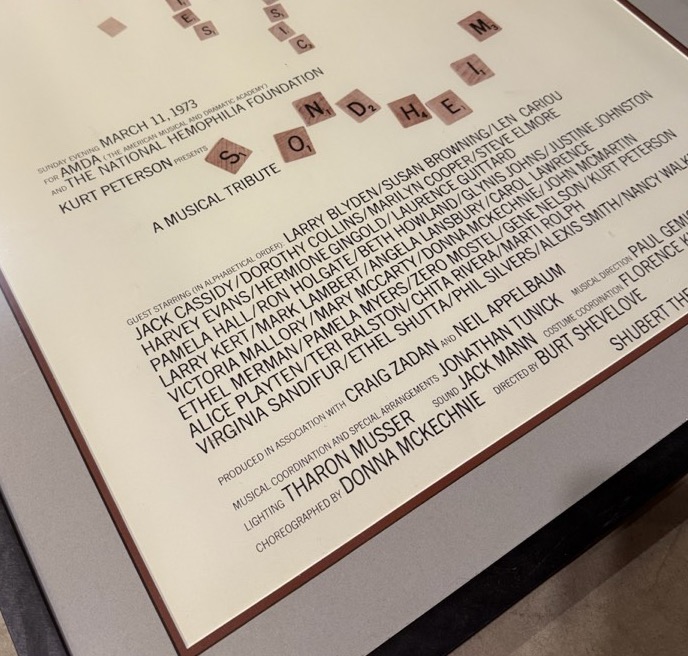 I
E S
S
I
C
M
I
S O N D H E
SUNDAY EVENING MARCH 11, 1973
FOR AMDA (THE AMERICAN MUSICAL AND DRAMATIC ACADEMY)
AND THE NATIONAL HEMOPHILIA FOUNDATION
KURT PETERSON PRESENTS
A MUSICAL TRIBUTE
GUEST STARRING (IN ALPHABETICAL ORDER): LARRY BLYDEN/SUSAN BROWNING/LEN CARIOU
JACK CASSIDY/DOROTHY COLLINS/MARILYN COOPER/STEVE ELMORE
HARVEY EVANS/HERMIONE GINGOLD/LAURENCE GUITTARD
PAMELA HALL/RON HOLGATE/BETH HOWLAND/GLYNIS JOHNS/JUSTINE JOHNSTON
LARRY KERT/MARK LAMBERT/ANGELA LANSBURY/CAROL LAWRENCE
VICTORIA MALLORY/MARY MCCARTY/DONNA MCKECHNIE/JOHN MCMARTIN
ETHEL MERMAN/PAMELA MYERS/ZERO MOSTEL/GENE NELSON/KURT PETERSON
ALICE PLAYTEN/TERI RALSTON/CHITA RIVERA/MARTI ROLPH
VIRGINIA SANDIFUR/ETHEL SHUTTA/PHIL SILVERS/ALEXIS SMITH/NANCY WALK
PRODUCED IN ASSOCIATION WITH CRAIG ZADAN AND NEIL APPELBAUM MUSICAL DIRECTION PAUL GEMI
MUSICAL COORDINATION AND SPECIAL ARRANGEMENTS JONATHAN TUNICK COSTUME COORDINATION FLORENCE K
LIGHTING THARON MUSSER SOUND JACK MANN DIRECTED BY BURT SHEVELOVE
CHOREOGRAPHED BY DONNA MCKECHNIE SHUBERT THE